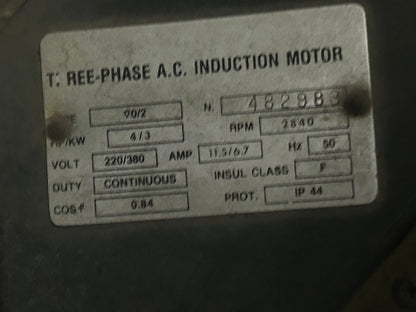 T. REE-PHASE A.C. INDUCTION MOTOR
E 90/2 N. 482983
HP/KW 4/3 RPM 2840
VOLT 220/380 AMP 11.5/6.7 Hz 50
DUTY CONTINUOUS INSUL CLASS F
COSφ 0.84 PROT. IP 44